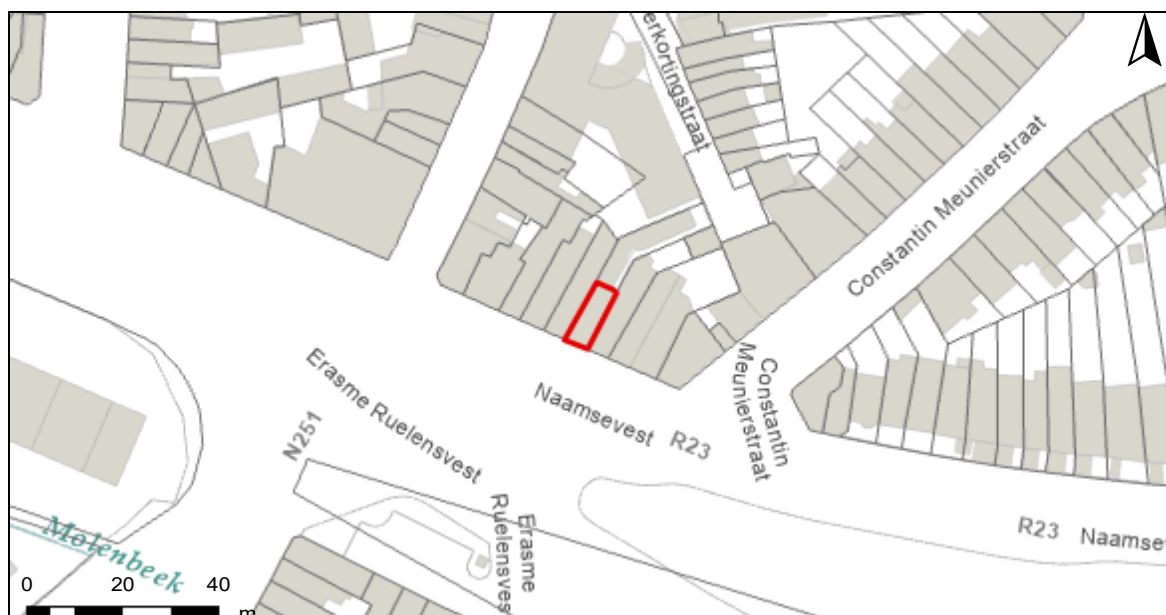 erkortingstraat
Constantin Meunierstraat
Erasme Ruelensvest
N251
Naamsevest R23
Constantin
Meunierstraat
Erasme
Ruelensvest
R23 Naamsev
Molenbeek
0 20 40
m